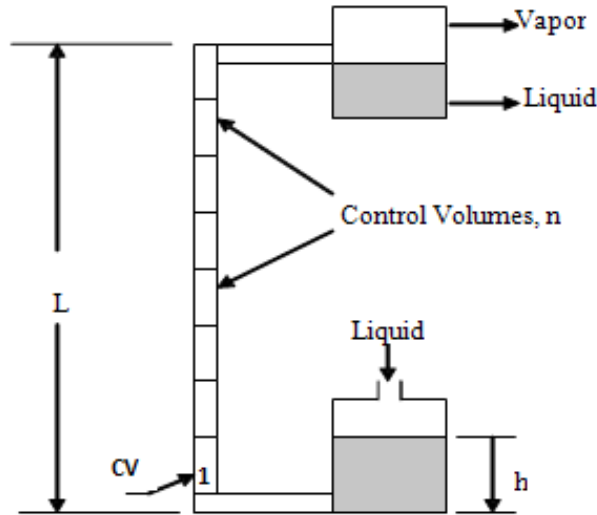 Vapor
Liquid
Control Volumes, n
L
Liquid
CV
1
h